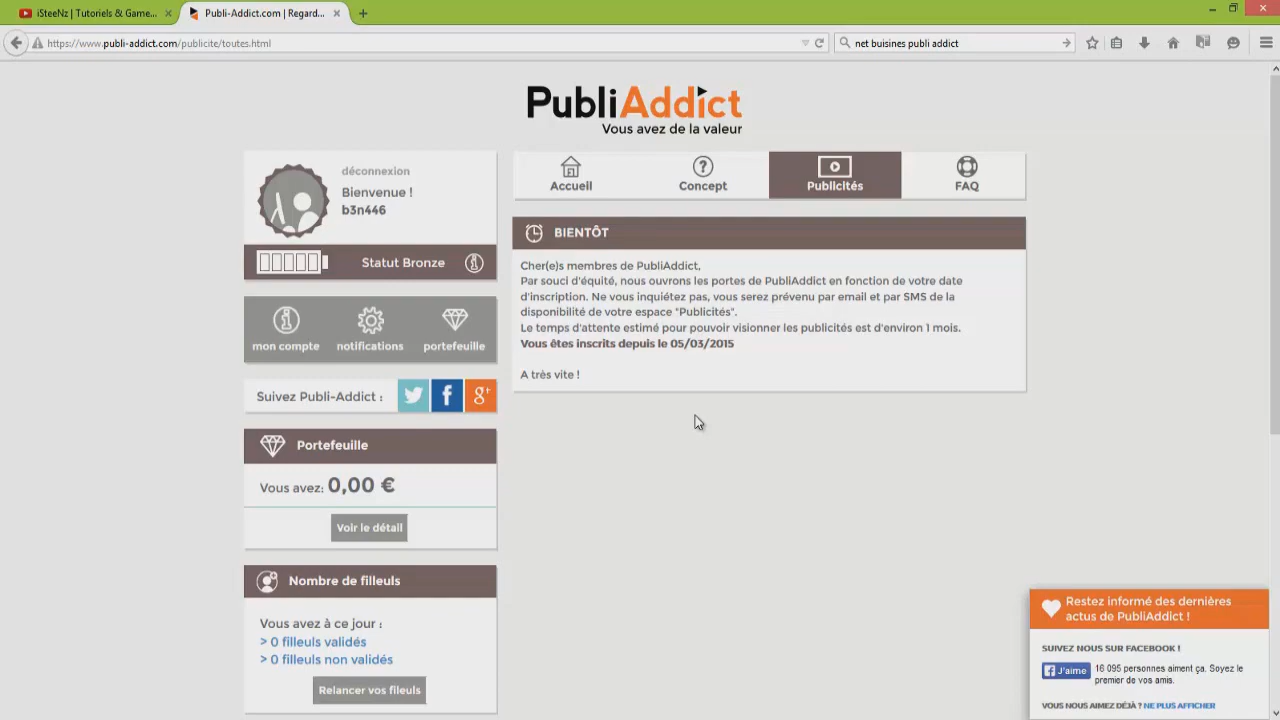 iSteeNz | Tutoriels & Game...
Publi-Addict.com | Regard...
https://www.publi-addict.com/publicite/toutes.html
net buisines publi addict
PubliAddict
Vous avez de la valeur
déconnexion
Bienvenue !
b3n446
Statut Bronze
mon compte
notifications
portefeuille
Suivez Publi-Addict :
Portefeuille
Vous avez: 0,00 €
Voir le détail
Nombre de filleuls
Vous avez à ce jour :
> 0 filleuls validés
> 0 filleuls non validés
Relancer vos fileuls
Accueil
Concept
Publicités
FAQ
BIENTÔT
Cher(e)s membres de PubliAddict,
Par souci d'équité, nous ouvrons les portes de PubliAddict en fonction de votre date
d'inscription. Ne vous inquiétez pas, vous serez prévenu par email et par SMS de la
disponibilité de votre espace "Publicités".
Le temps d'attente estimé pour pouvoir visionner les publicités est d'environ 1 mois.
Vous êtes inscrits depuis le 05/03/2015
A très vite !
Restez informé des dernières
actus de PubliAddict !
SUIVEZ NOUS SUR FACEBOOK !
J'aime
16 095 personnes aiment ça. Soyez le
premier de vos amis.
VOUS NOUS AIMEZ DÉJÀ ? NE PLUS AFFICHER